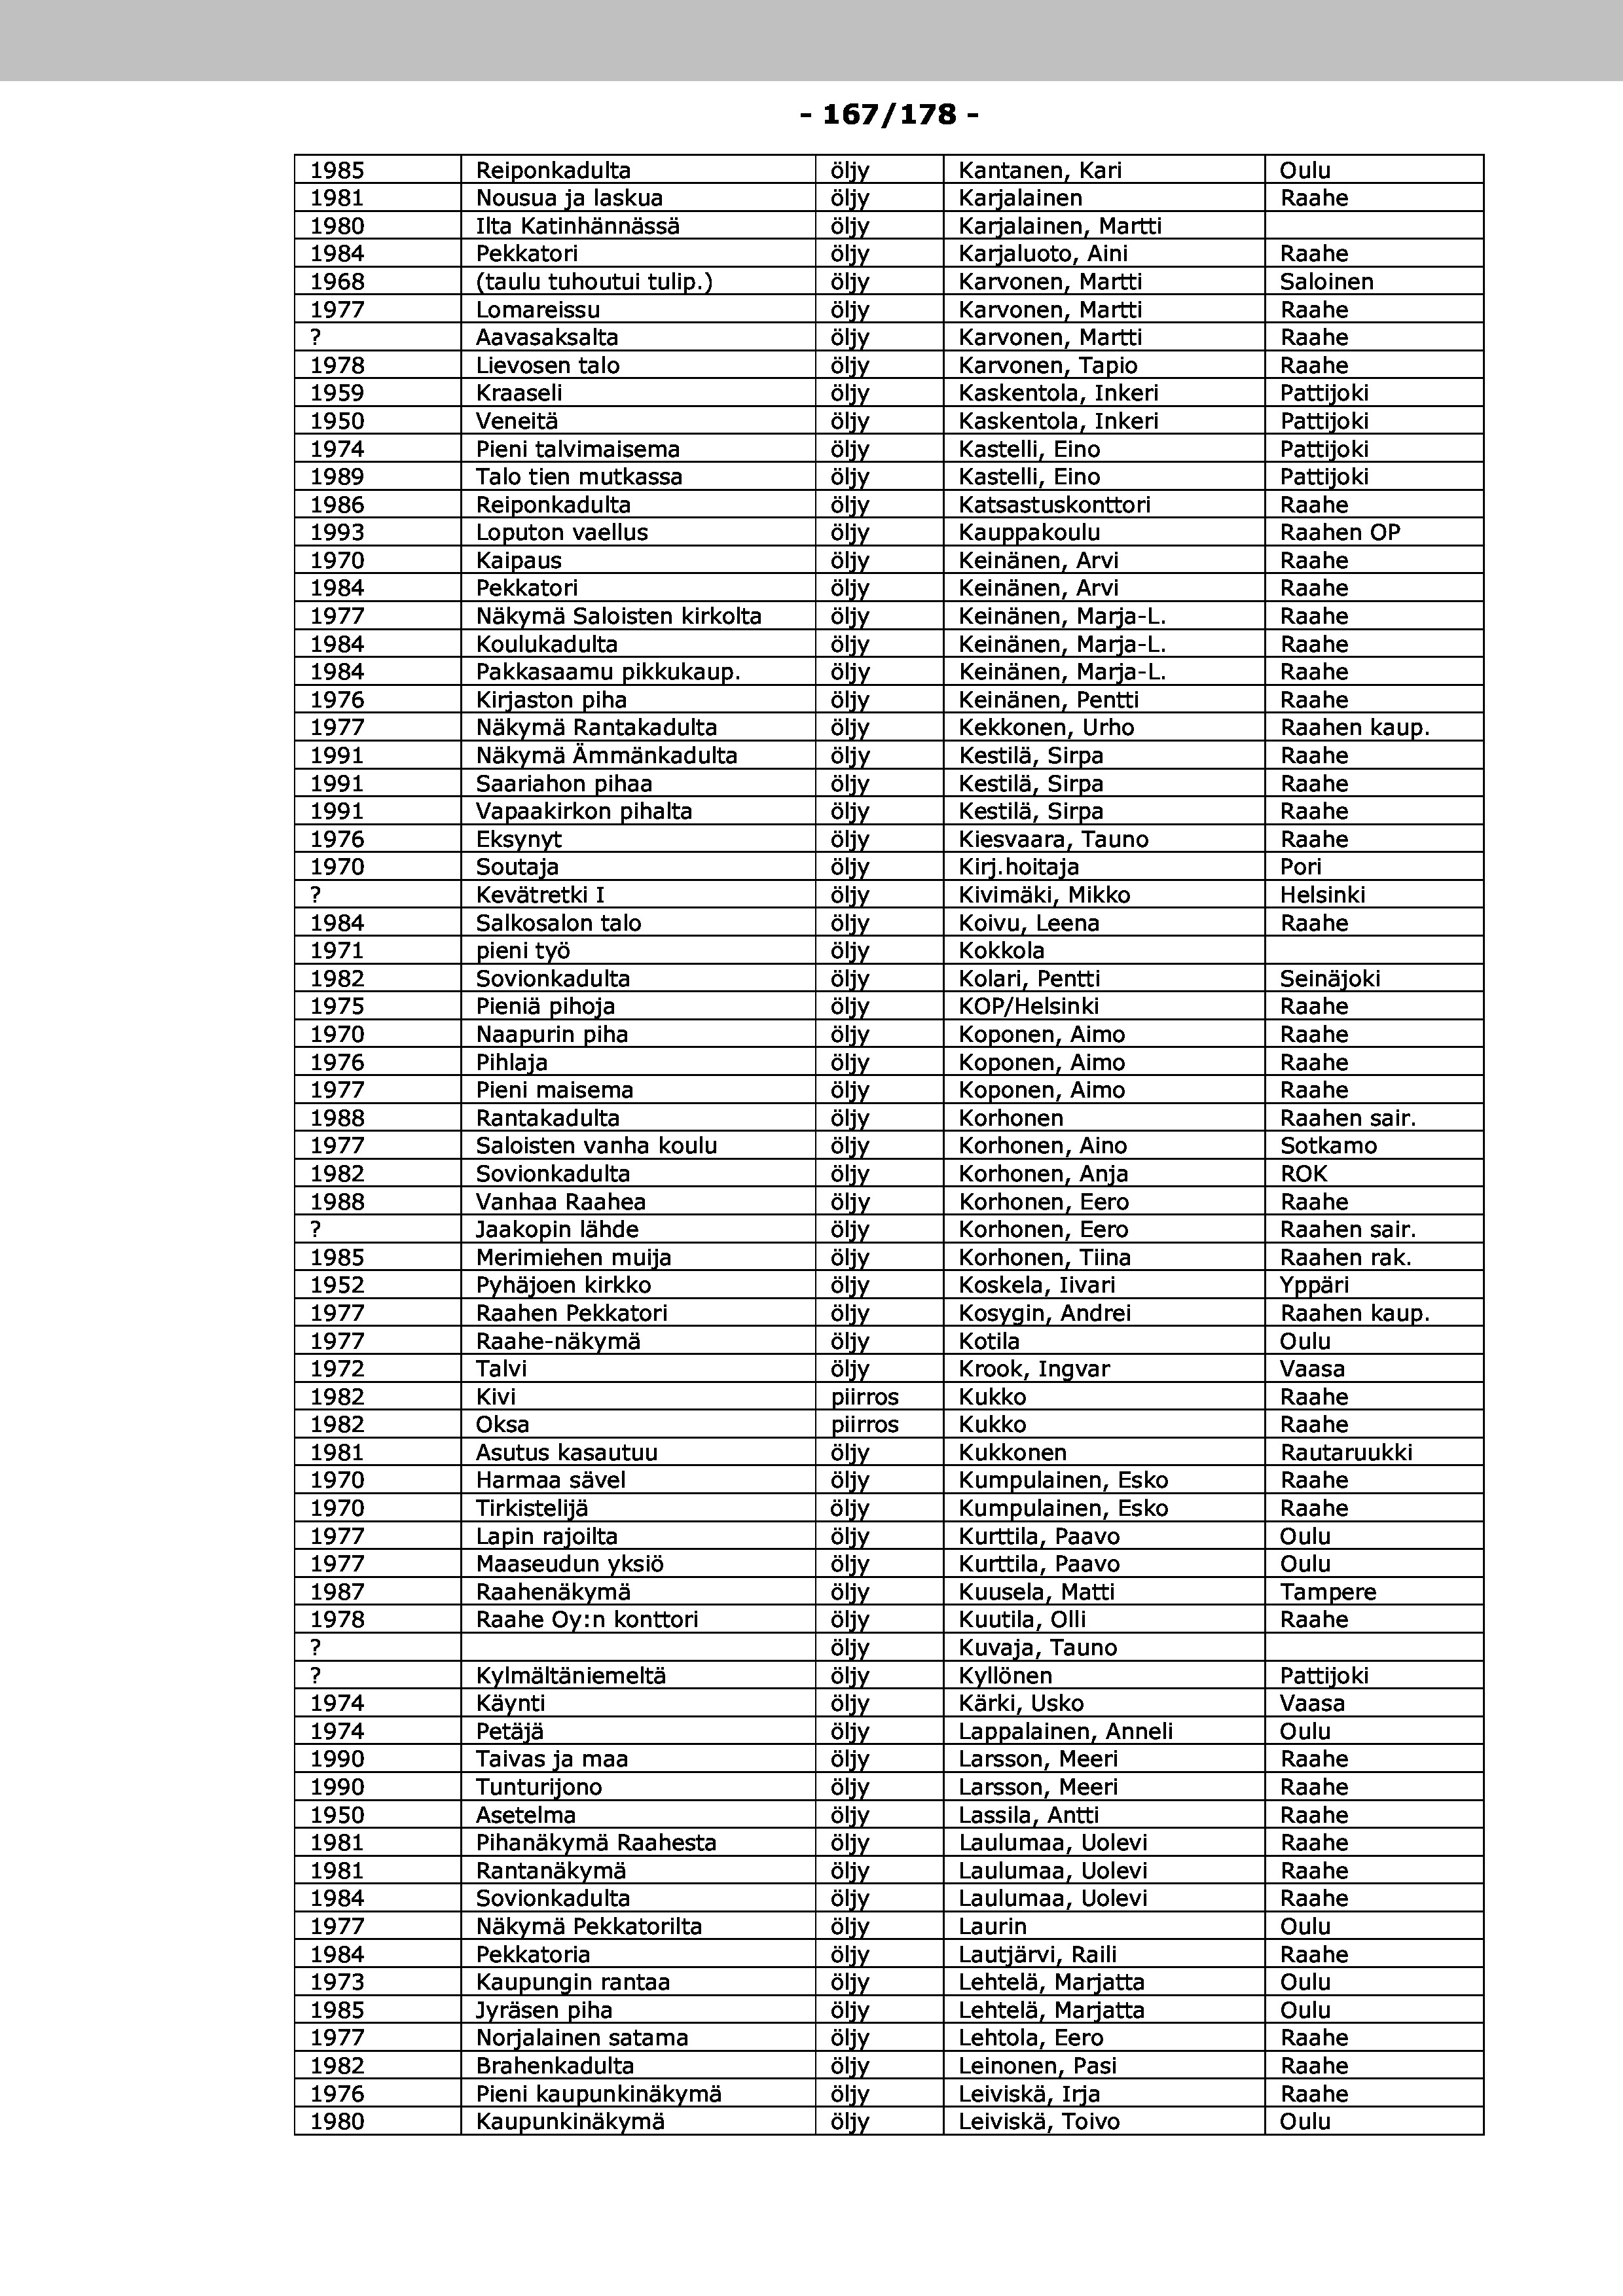 - 167/178 -
1985 Reiponkadulta öljy Kantanen, Kari Oulu
1981 Nousua ja laskua öljy Karjalainen Raahe
1980 Ilta Katinhännässä öljy Karjalainen, Martti
1984 Pekkatori öljy Karjaluoto, Aini Raahe
1968 (taulu tuhoutui tulip.) öljy Karvonen, Martti Saloinen
1977 Lomareissu öljy Karvonen, Martti Raahe
? Aavasaksalta öljy Karvonen, Martti Raahe
1978 Lievosen talo öljy Karvonen, Tapio Raahe
1959 Kraaseli öljy Kaskentola, Inkeri Pattijoki
1950 Veneitä öljy Kaskentola, Inkeri Pattijoki
1974 Pieni talvimaisema öljy Kastelli, Eino Pattijoki
1989 Talo tien mutkassa öljy Kastelli, Eino Pattijoki
1986 Reiponkadulta öljy Katsastuskonttori Raahe
1993 Loputon vaellus öljy Kauppakoulu Raahen OP
1970 Kaipaus öljy Keinänen, Arvi Raahe
1984 Pekkatori öljy Keinänen, Arvi Raahe
1977 Näkymä Saloisten kirkolta öljy Keinänen, Marja-L. Raahe
1984 Koulukadulta öljy Keinänen, Marja-L. Raahe
1984 Pakkasaamu pikkukaup. öljy Keinänen, Marja-L. Raahe
1976 Kirjaston piha öljy Keinänen, Pentti Raahe
1977 Näkymä Rantakadulta öljy Kekkonen, Urho Raahen kaup.
1991 Näkymä Ämmänkadulta öljy Kestilä, Sirpa Raahe
1991 Saariahon pihaa öljy Kestilä, Sirpa Raahe
1991 Vapaakirkon pihalta öljy Kestilä, Sirpa Raahe
1976 Eksynyt öljy Kiesvaara, Tauno Raahe
1970 Soutaja öljy Kirj.hoitaja Pori
? Kevätretki I öljy Kivimäki, Mikko Helsinki
1984 Salkosalon talo öljy Koivu, Leena Raahe
1971 pieni työ öljy Kokkola
1982 Sovionkadulta öljy Kolari, Pentti Seinäjoki
1975 Pieniä pihoja öljy KOP/Helsinki Raahe
1970 Naapurin piha öljy Koponen, Aimo Raahe
1976 Pihlaja öljy Koponen, Aimo Raahe
1977 Pieni maisema öljy Koponen, Aimo Raahe
1988 Rantakadulta öljy Korhonen Raahen sair.
1977 Saloisten vanha koulu öljy Korhonen, Aino Sotkamo
1982 Sovionkadulta öljy Korhonen, Anja ROK
1988 Vanhaa Raahea öljy Korhonen, Eero Raahe
? Jaakopin lähde öljy Korhonen, Eero Raahen sair.
1985 Merimiehen muija öljy Korhonen, Tiina Raahen rak.
1952 Pyhäjoen kirkko öljy Koskela, Iivari Yppäri
1977 Raahen Pekkatori öljy Kosygin, Andrei Raahen kaup.
1977 Raahe-näkymä öljy Kotila Oulu
1972 Talvi öljy Krook, Ingvar Vaasa
1982 Kivi piirros Kukko Raahe
1982 Oksa piirros Kukko Raahe
1981 Asutus kasautuu öljy Kukkonen Rautaruukki
1970 Harmaa sävel öljy Kumpulainen, Esko Raahe
1970 Tirkistelijä öljy Kumpulainen, Esko Raahe
1977 Lapin rajoilta öljy Kurttila, Paavo Oulu
1977 Maaseudun yksiö öljy Kurttila, Paavo Oulu
1987 Raahenäkymä öljy Kuusela, Matti Tampere
1978 Raahe Oy:n konttori öljy Kuutila, Olli Raahe
? öljy Kuvaja, Tauno
? Kylmältäniemeltä öljy Kyllönen Pattijoki
1974 Käynti öljy Kärki, Usko Vaasa
1974 Petäjä öljy Lappalainen, Anneli Oulu
1990 Taivas ja maa öljy Larsson, Meeri Raahe
1990 Tunturijono öljy Larsson, Meeri Raahe
1950 Asetelma öljy Lassila, Antti Raahe
1981 Pihanäkymä Raahesta öljy Laulumaa, Uolevi Raahe
1981 Rantanäkymä öljy Laulumaa, Uolevi Raahe
1984 Sovionkadulta öljy Laulumaa, Uolevi Raahe
1977 Näkymä Pekkatorilta öljy Laurin Oulu
1984 Pekkatoria öljy Lautjärvi, Raili Raahe
1973 Kaupungin rantaa öljy Lehtelä, Marjatta Oulu
1985 Jyräsen piha öljy Lehtelä, Marjatta Oulu
1977 Norjalainen satama öljy Lehtola, Eero Raahe
1982 Brahenkadulta öljy Leinonen, Pasi Raahe
1976 Pieni kaupunkinäkymä öljy Leiviskä, Irja Raahe
1980 Kaupunkinäkymä öljy Leiviskä, Toivo Oulu